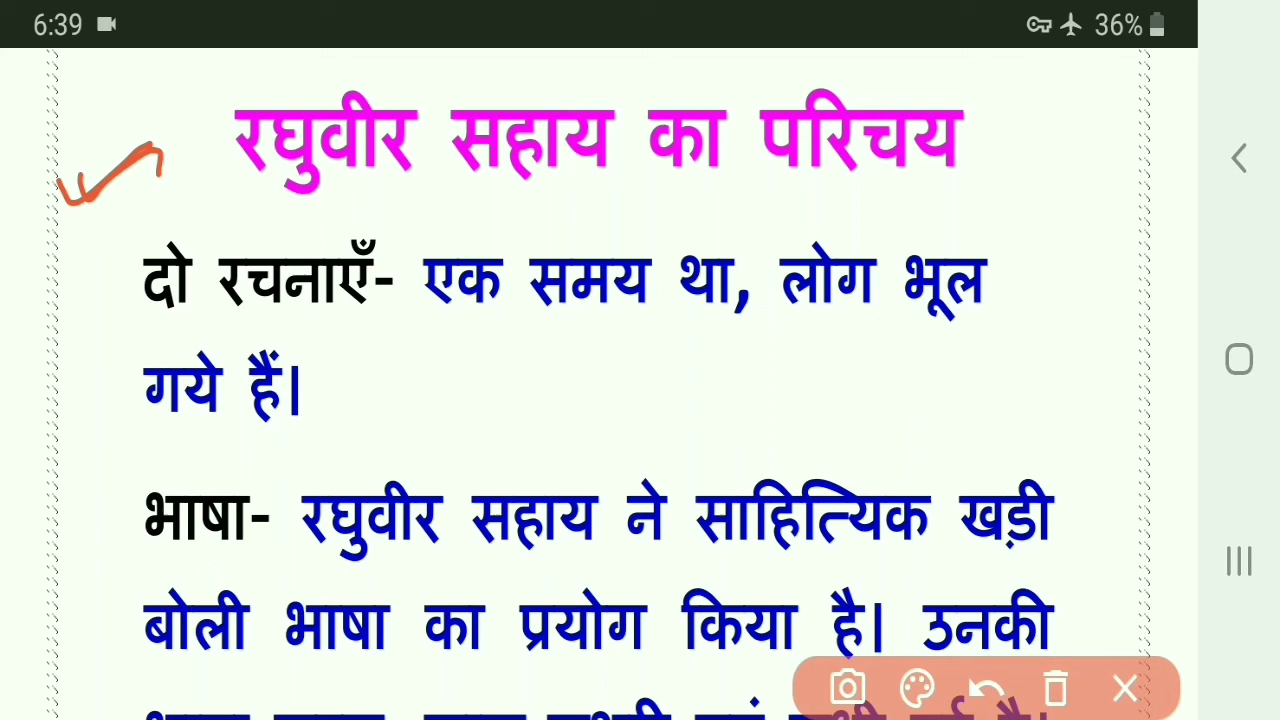 6:39
36%
रघुवीर सहाय का परिचय
दो रचनाएँ- एक समय था, लोग भूल
गये हैं।
भाषा- रघुवीर सहाय ने साहित्यिक खड़ी
बोली भाषा का प्रयोग किया है। उनकी